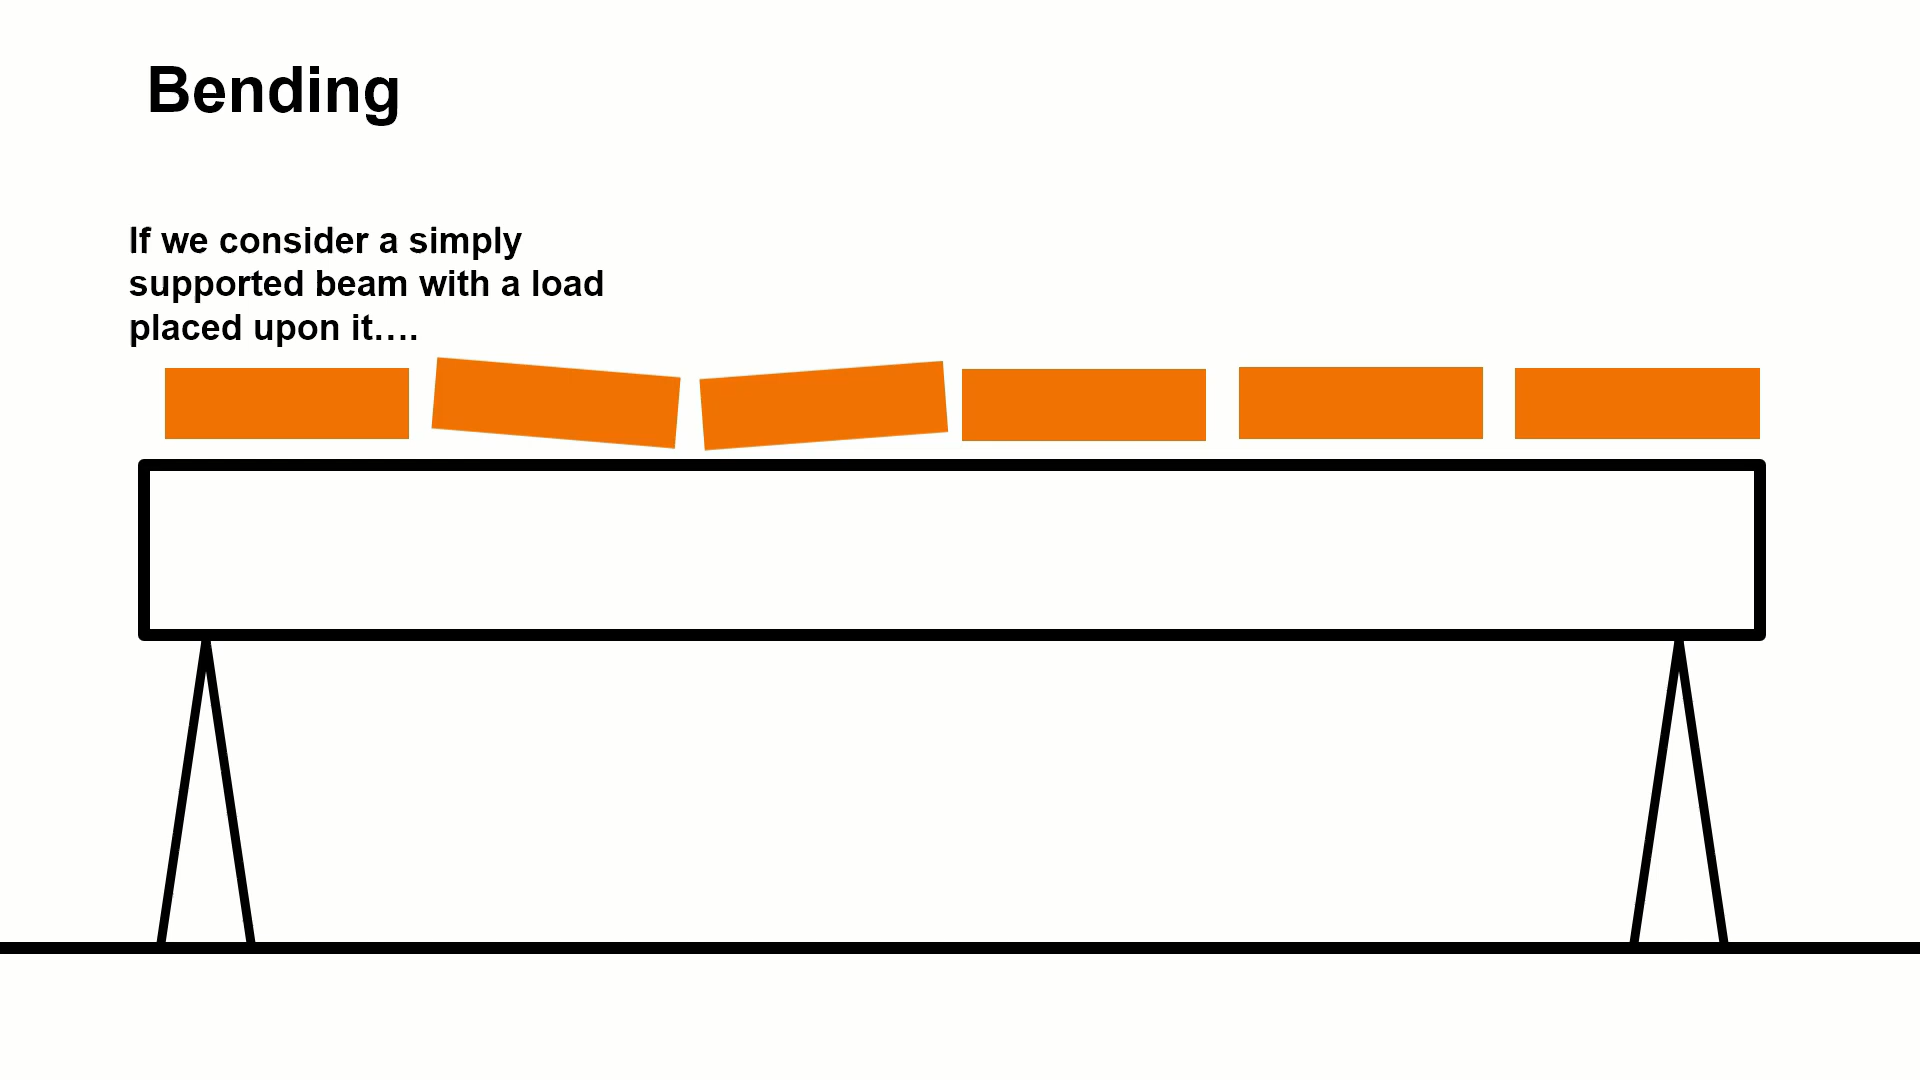 Bending
If we consider a simply
supported beam with a load
placed upon it….